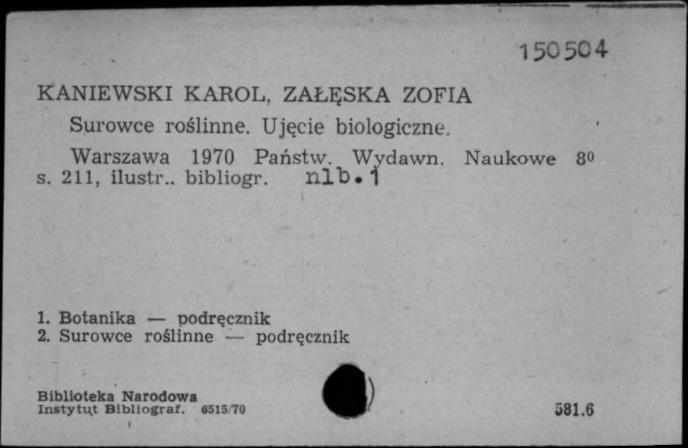 150504
KANIEWSKI KAROL, ZAŁĘSKA ZOFIA
Surowce roślinne. Ujęcie biologiczne.
Warszawa 1970 Państw. Wydawn. Naukowe 8⁰
s. 211, ilustr.. bibliogr. nlb. 1
1. Botanika — podręcznik
2. Surowce roślinne — podręcznik
Biblioteka Narodowa
Instytut Bibliograf. 6515/70
581.6